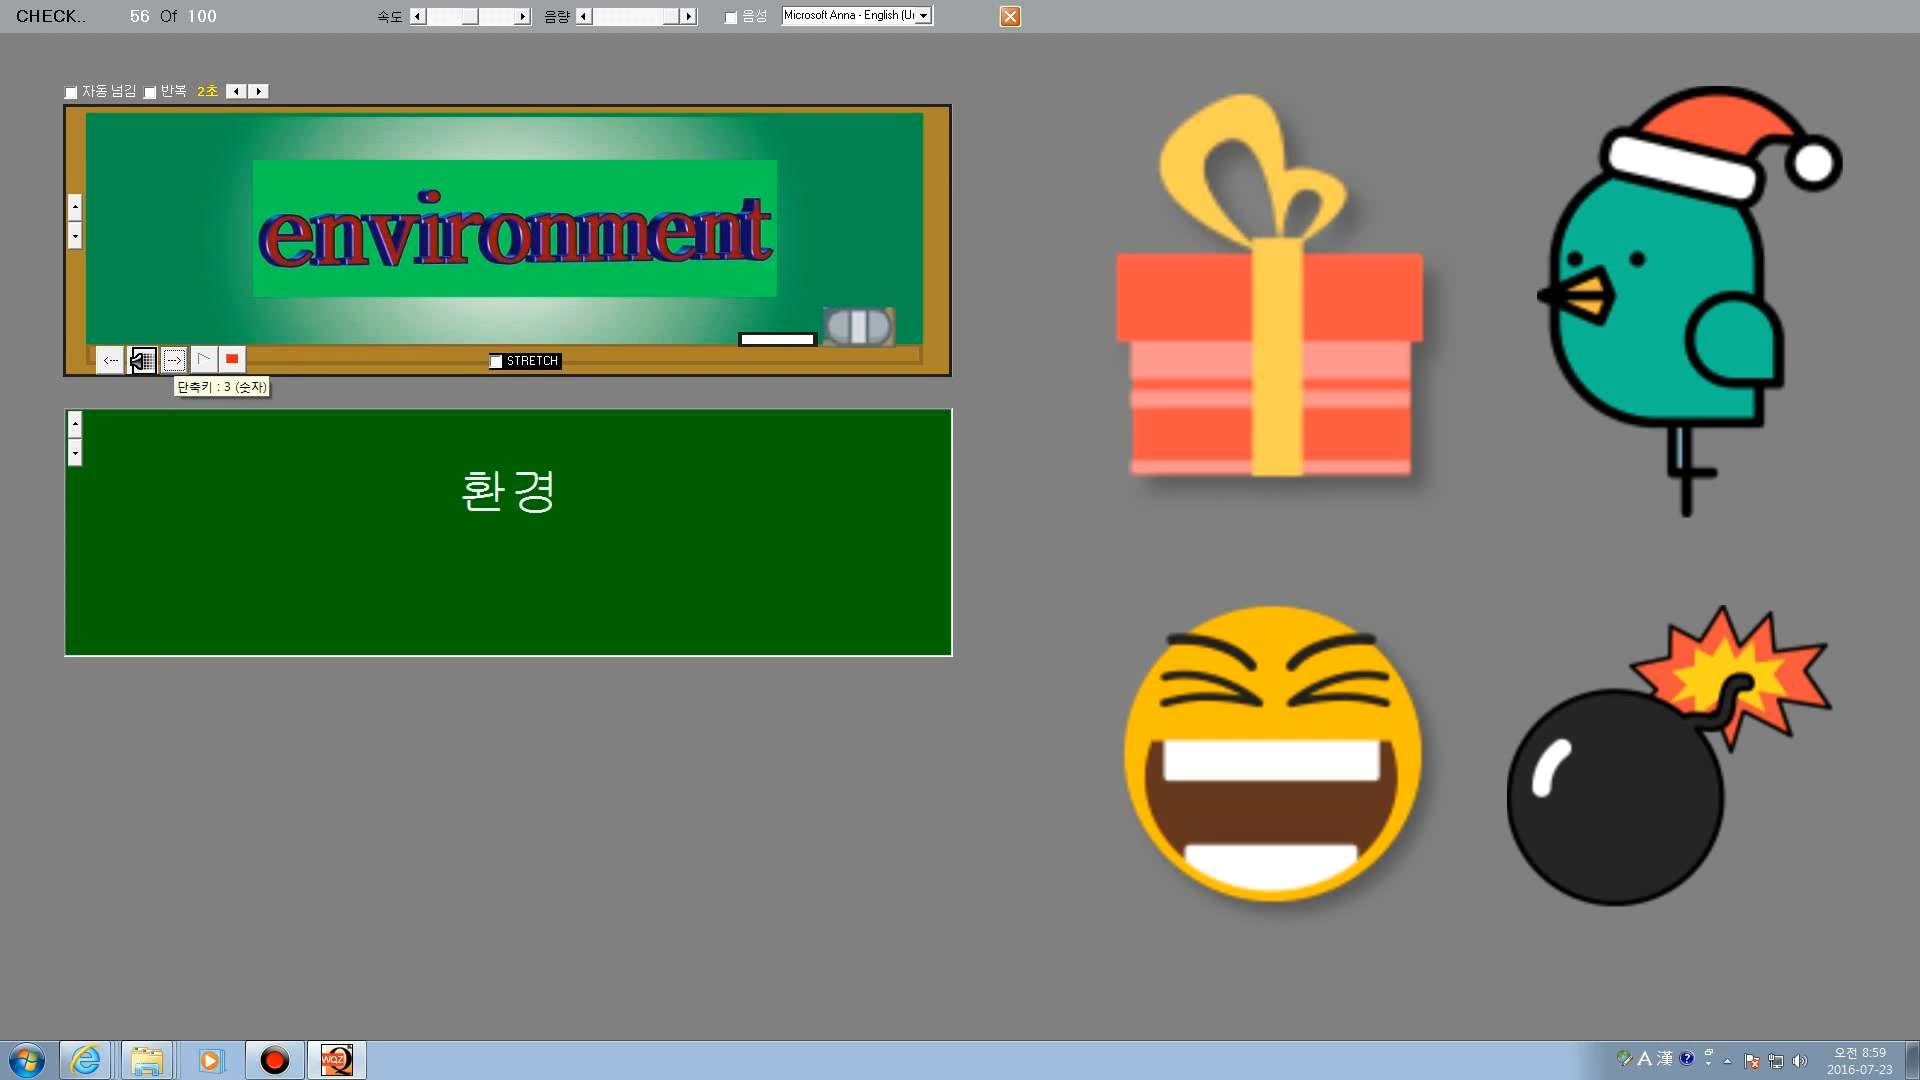 CHECK.. 56 Of 100 속도 음량 음성 Microsoft Anna - English (U
자동 넘김 반복 2초
environment
<--- ---> STRETCH
단축키 : 3 (숫자)
환경
WQZ
A 漢 오전 8:59
2016-07-23